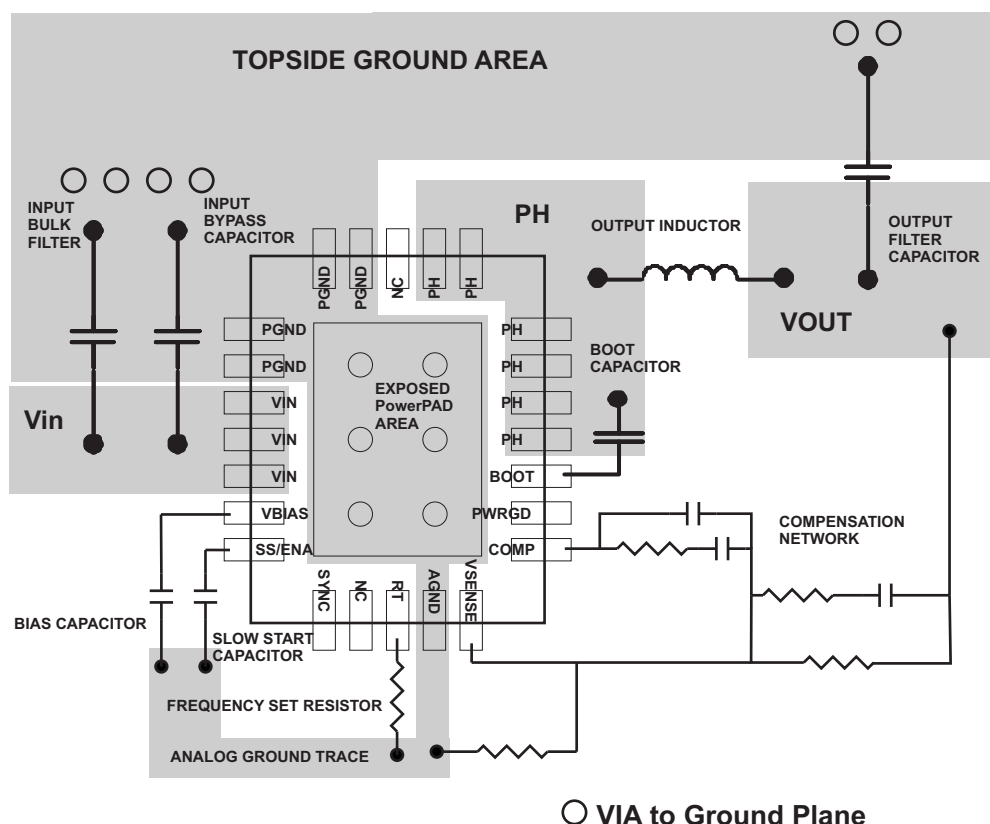 TOPSIDE GROUND AREA
INPUT
BULK
FILTER
INPUT
BYPASS
CAPACITOR
PH
OUTPUT INDUCTOR
OUTPUT
FILTER
CAPACITOR
VOUT
PGND
PGND
NC
PH
PH
PGND
PGND
VIN
VIN
VIN
VBIAS
SS/ENA
Vin
EXPOSED
PowerPAD
AREA
PH
PH
PH
PH
BOOT
PWRGD
COMP
BOOT
CAPACITOR
SYNC
NC
RT
AGND
VSENSE
COMPENSATION
NETWORK
BIAS CAPACITOR
SLOW START
CAPACITOR
FREQUENCY SET RESISTOR
ANALOG GROUND TRACE
VIA to Ground Plane